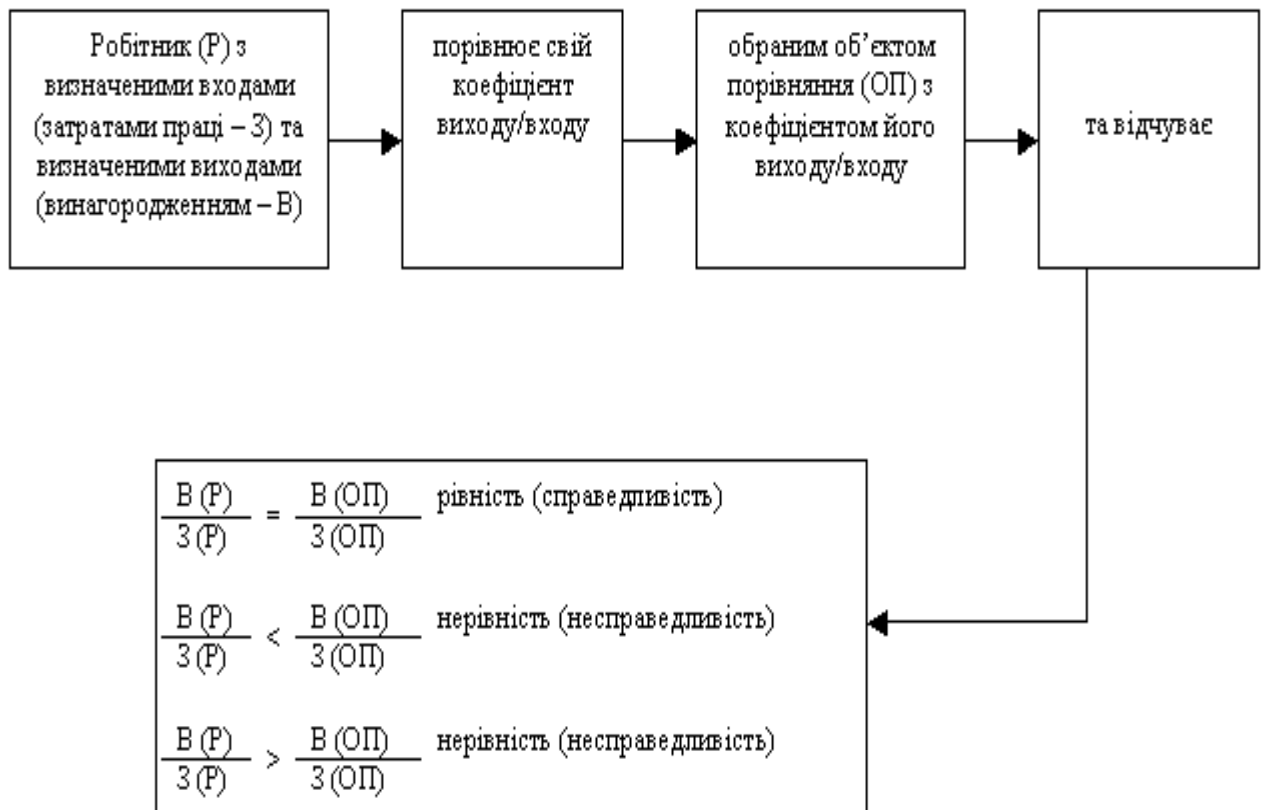 Робітник (Р) з
визначеними входами
(затратами праці – З) та
визначеними виходами
(винагородженням – В)
порівнює свій
коефіцієнт
виходу/входу
обраним об’єктом
порівняння (ОП) з
коефіцієнтом його
виходу/входу
та відчуває
В (Р) / З (Р) = В (ОП) / З (ОП) рівність (справедливість)
В (Р) / З (Р) < В (ОП) / З (ОП) нерівність (несправедливість)
В (Р) / З (Р) > В (ОП) / З (ОП) нерівність (несправедливість)